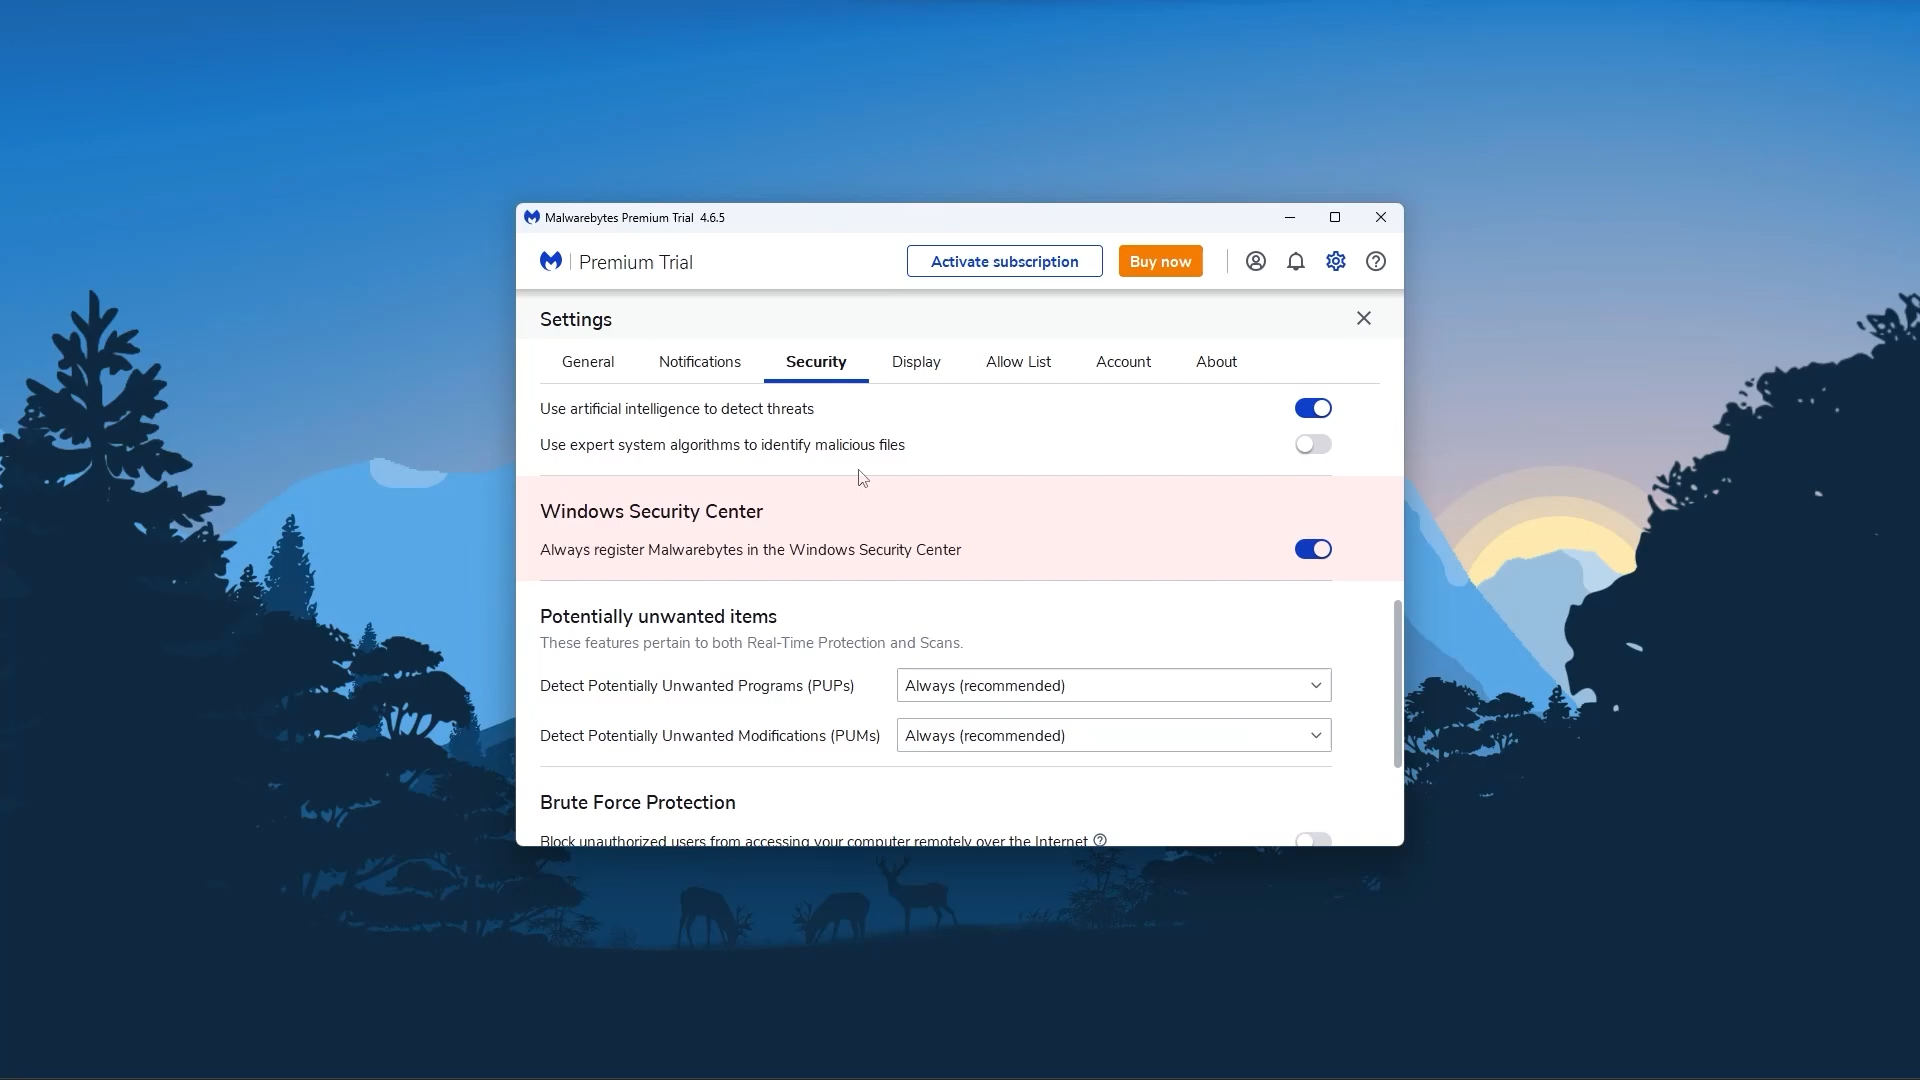 Malwarebytes Premium Trial 4.6.5
Premium Trial
Activate subscription
Buy now
Settings
General Notifications Security Display Allow List Account About
Use artificial intelligence to detect threats
Use expert system algorithms to identify malicious files
Windows Security Center
Always register Malwarebytes in the Windows Security Center
Potentially unwanted items
These features pertain to both Real-Time Protection and Scans.
Detect Potentially Unwanted Programs (PUPs) Always (recommended)
Detect Potentially Unwanted Modifications (PUMs) Always (recommended)
Brute Force Protection
Block unauthorized users from accessing your computer remotely over the Internet